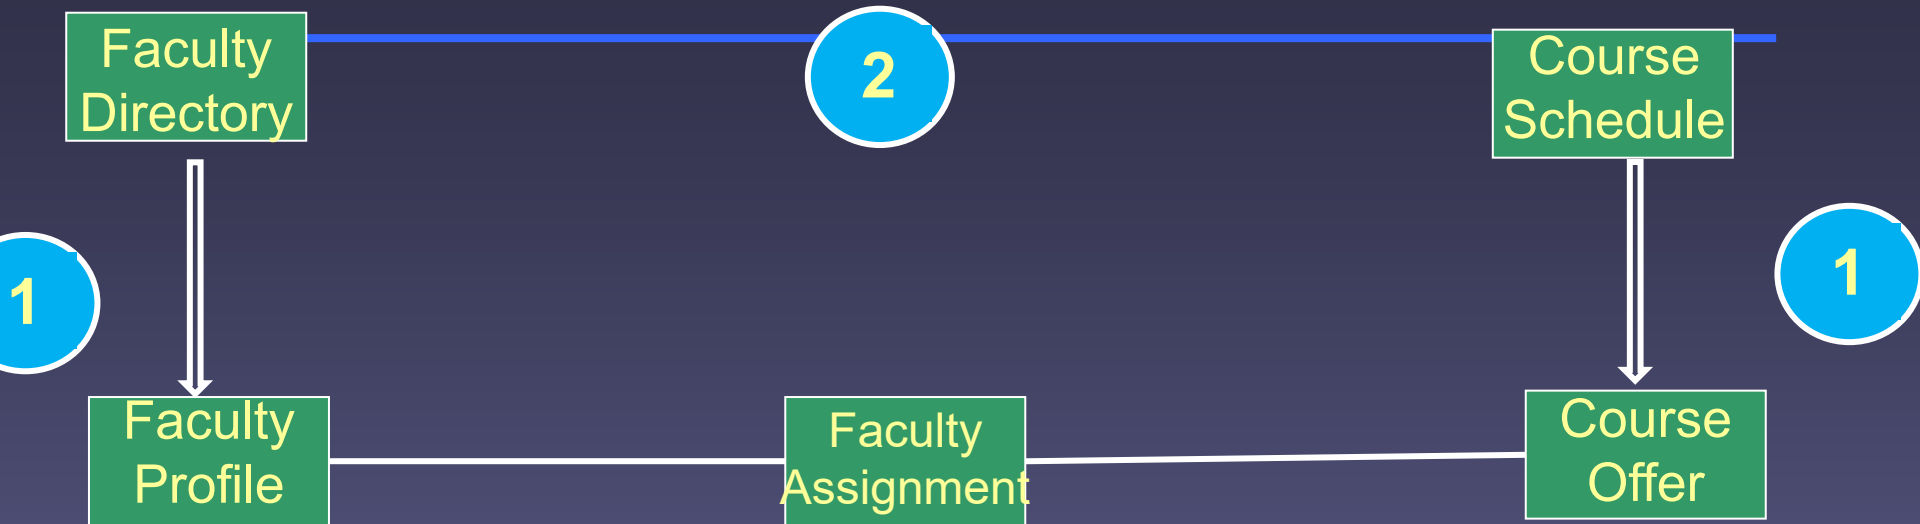 Faculty
Directory
2
Course
Schedule
1
1
Faculty
Profile
Faculty
Assignment
Course
Offer